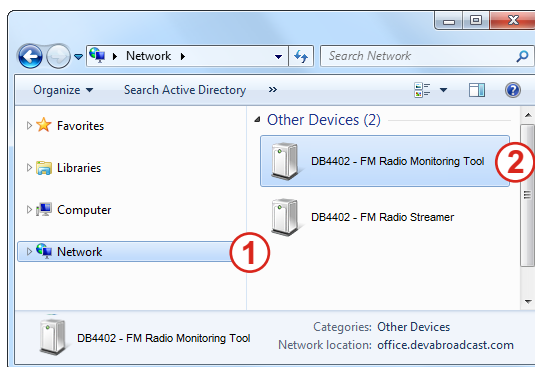 Network
Search Network
Organize
Search Active Directory
»
Other Devices (2)
Favorites
Libraries
Computer
Network
1
DB4402 - FM Radio Monitoring Tool
2
DB4402 - FM Radio Streamer
DB4402 - FM Radio Monitoring Tool
Categories: Other Devices
Network location: office.devabroadcast.com